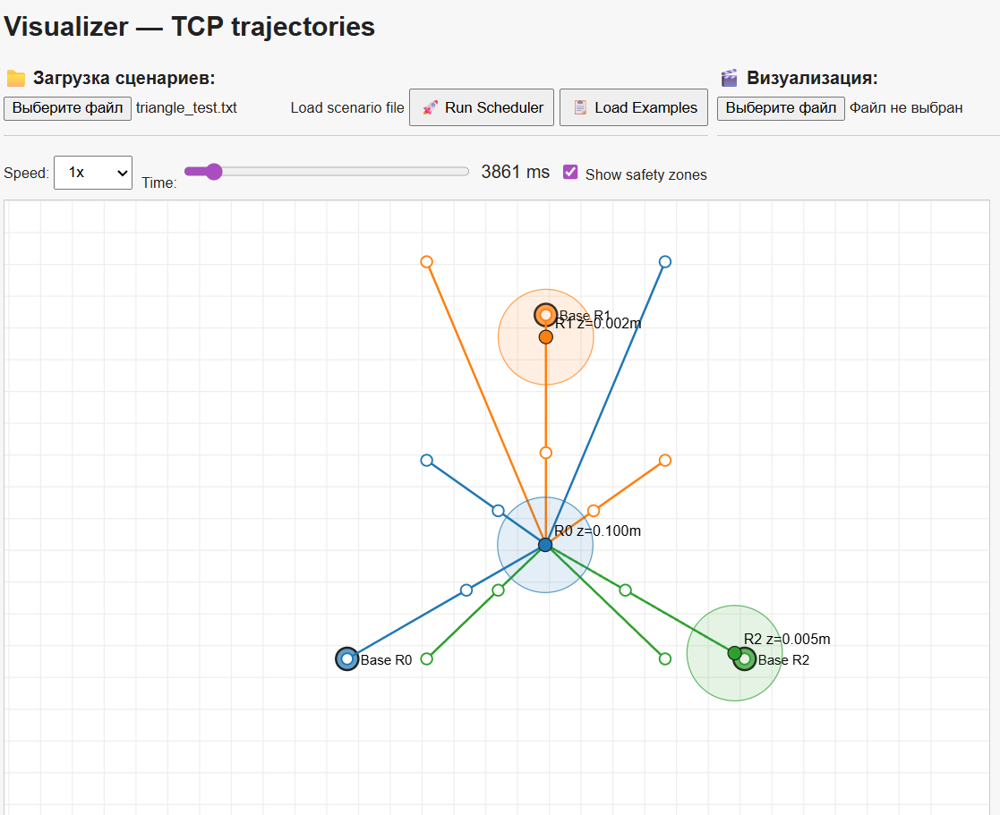 Visualizer — TCP trajectories
Загрузка сценариев:
Выберите файл triangle_test.txt Load scenario file Run Scheduler Load Examples
Визуализация:
Выберите файл Файл не выбран
Speed: 1x Time: 3861 ms Show safety zones
Base R1
R1 z=0.002m
R0 z=0.100m
R2 z=0.005m
Base R0
Base R2